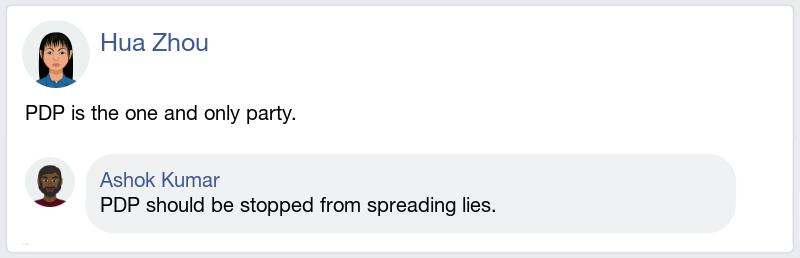 Hua Zhou
PDP is the one and only party.
Ashok Kumar
PDP should be stopped from spreading lies.